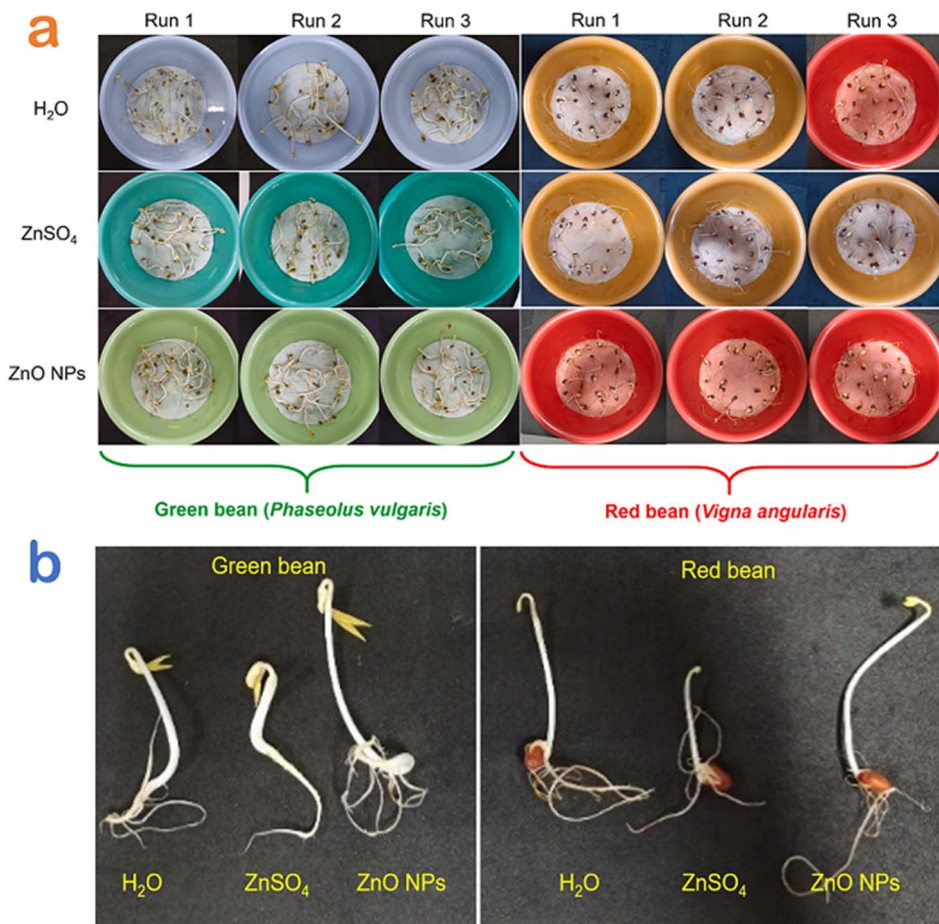 a
Run 1 Run 2 Run 3 Run 1 Run 2 Run 3
H₂O
ZnSO₄
ZnO NPs
Green bean (Phaseolus vulgaris) Red bean (Vigna angularis)
b
Green bean Red bean
H₂O ZnSO₄ ZnO NPs H₂O ZnSO₄ ZnO NPs